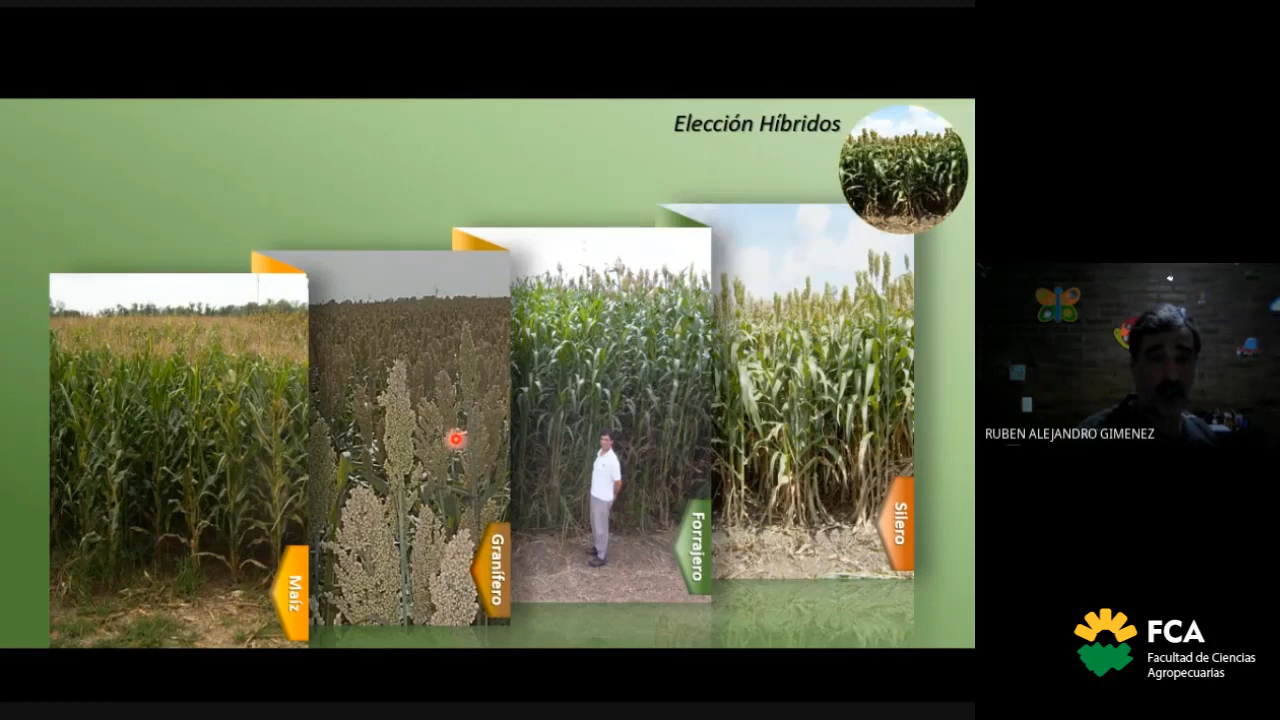 Elección Híbridos
Maíz
Granífero
Forrajero
Silero
RUBEN ALEJANDRO GIMENEZ
FCA
Facultad de Ciencias
Agropecuarias